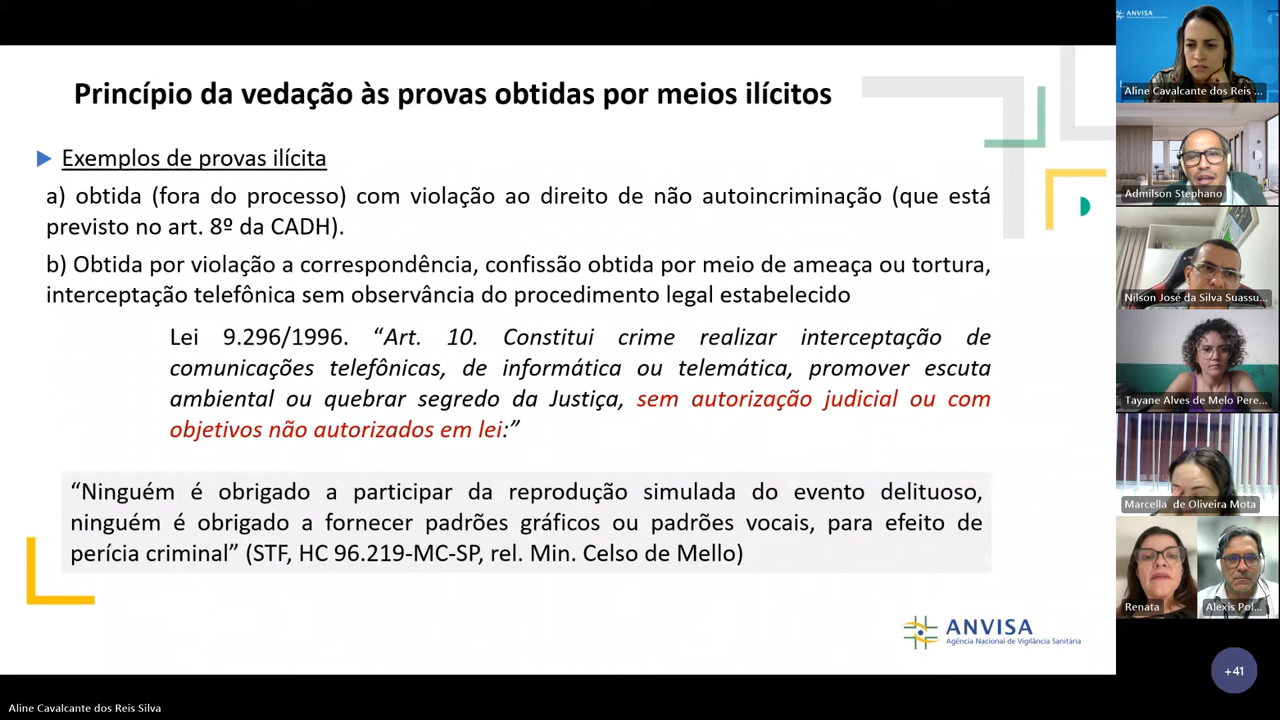 Princípio da vedação às provas obtidas por meios ilícitos
Exemplos de provas ilícita
a) obtida (fora do processo) com violação ao direito de não autoincriminação (que está
previsto no art. 8º da CADH).
b) Obtida por violação a correspondência, confissão obtida por meio de ameaça ou tortura,
interceptação telefônica sem observância do procedimento legal estabelecido
Lei 9.296/1996. “Art. 10. Constitui crime realizar interceptação de
comunicações telefônicas, de informática ou telemática, promover escuta
ambiental ou quebrar segredo da Justiça, sem autorização judicial ou com
objetivos não autorizados em lei:”
“Ninguém é obrigado a participar da reprodução simulada do evento delituoso,
ninguém é obrigado a fornecer padrões gráficos ou padrões vocais, para efeito de
perícia criminal” (STF, HC 96.219-MC-SP, rel. Min. Celso de Mello)
ANVISA
Agência Nacional de Vigilância Sanitária
ANVISA
Aline Cavalcante dos Reis ...
Admilson Stephano
Nilson José da Silva Suassu...
Tayane Alves de Melo Pere...
Marcella de Oliveira Mota
Renata
Alexis Pol...
+41
Aline Cavalcante dos Reis Silva